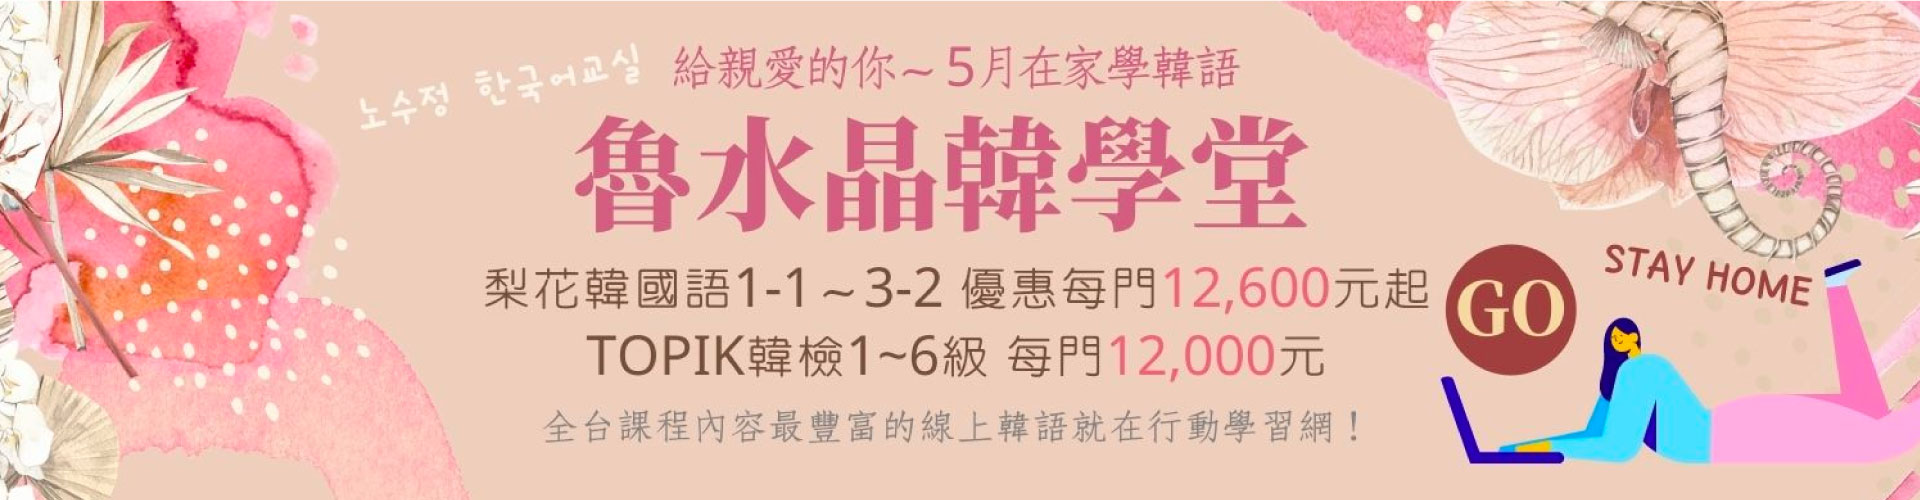 노수정 한국어교실
給親愛的你~5月在家學韓語
魯水晶韓學堂
梨花韓國語1-1~3-2 優惠每門12,600元起
TOPIK韓檢1~6級 每門12,000元
全台課程內容最豐富的線上韓語就在行動學習網！
GO
STAY HOME